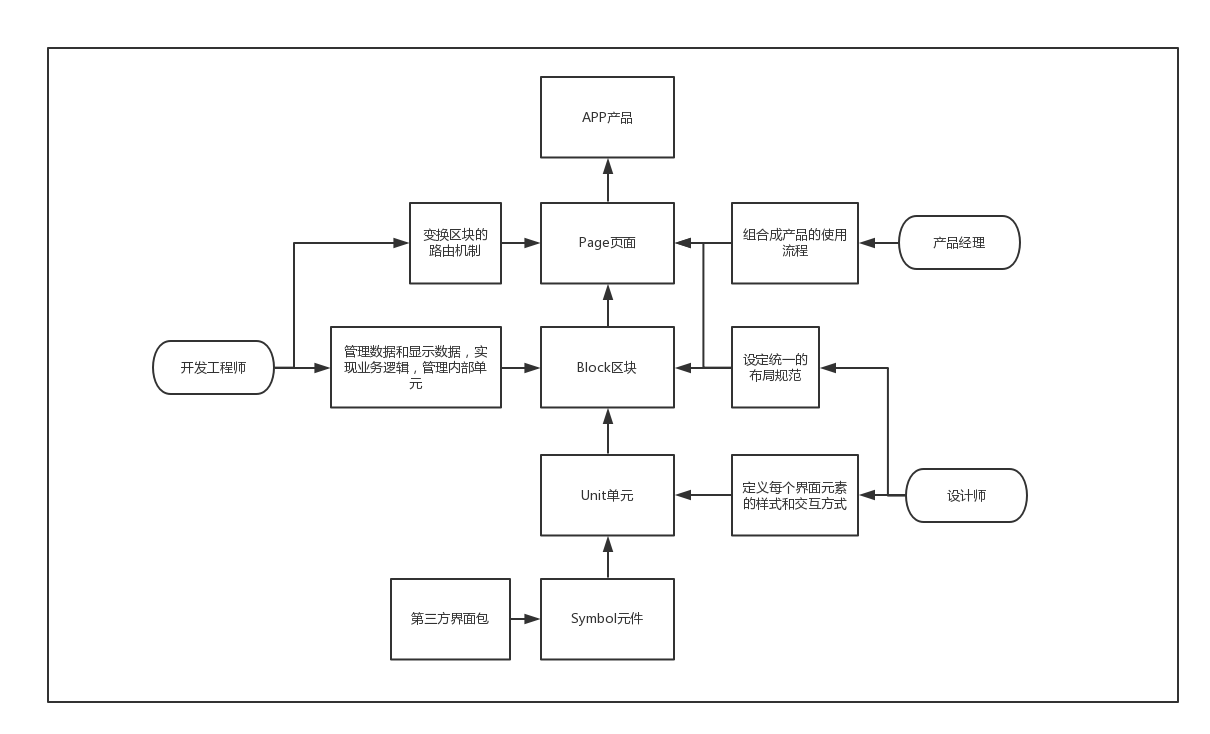 APP产品
变换区块的
路由机制
Page页面
组合成产品的使用
流程
产品经理
开发工程师
管理数据和显示数据，实
现业务逻辑，管理内部单
元
Block区块
设定统一的
布局规范
Unit单元
定义每个界面元素
的样式和交互方式
设计师
第三方界面包
Symbol元件